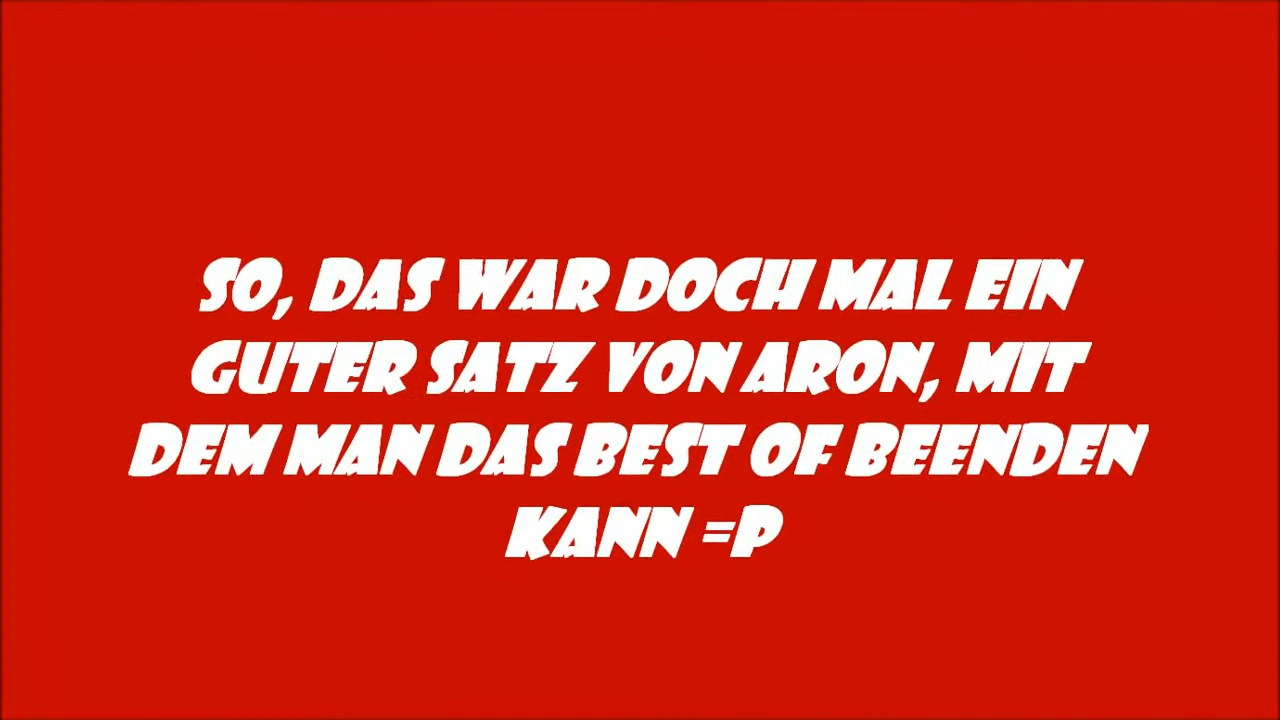 SO, DAS WAR DOCH MAL EIN
GUTER SATZ VON ARON, MIT
DEM MAN DAS BEST OF BEENDEN
KANN =P